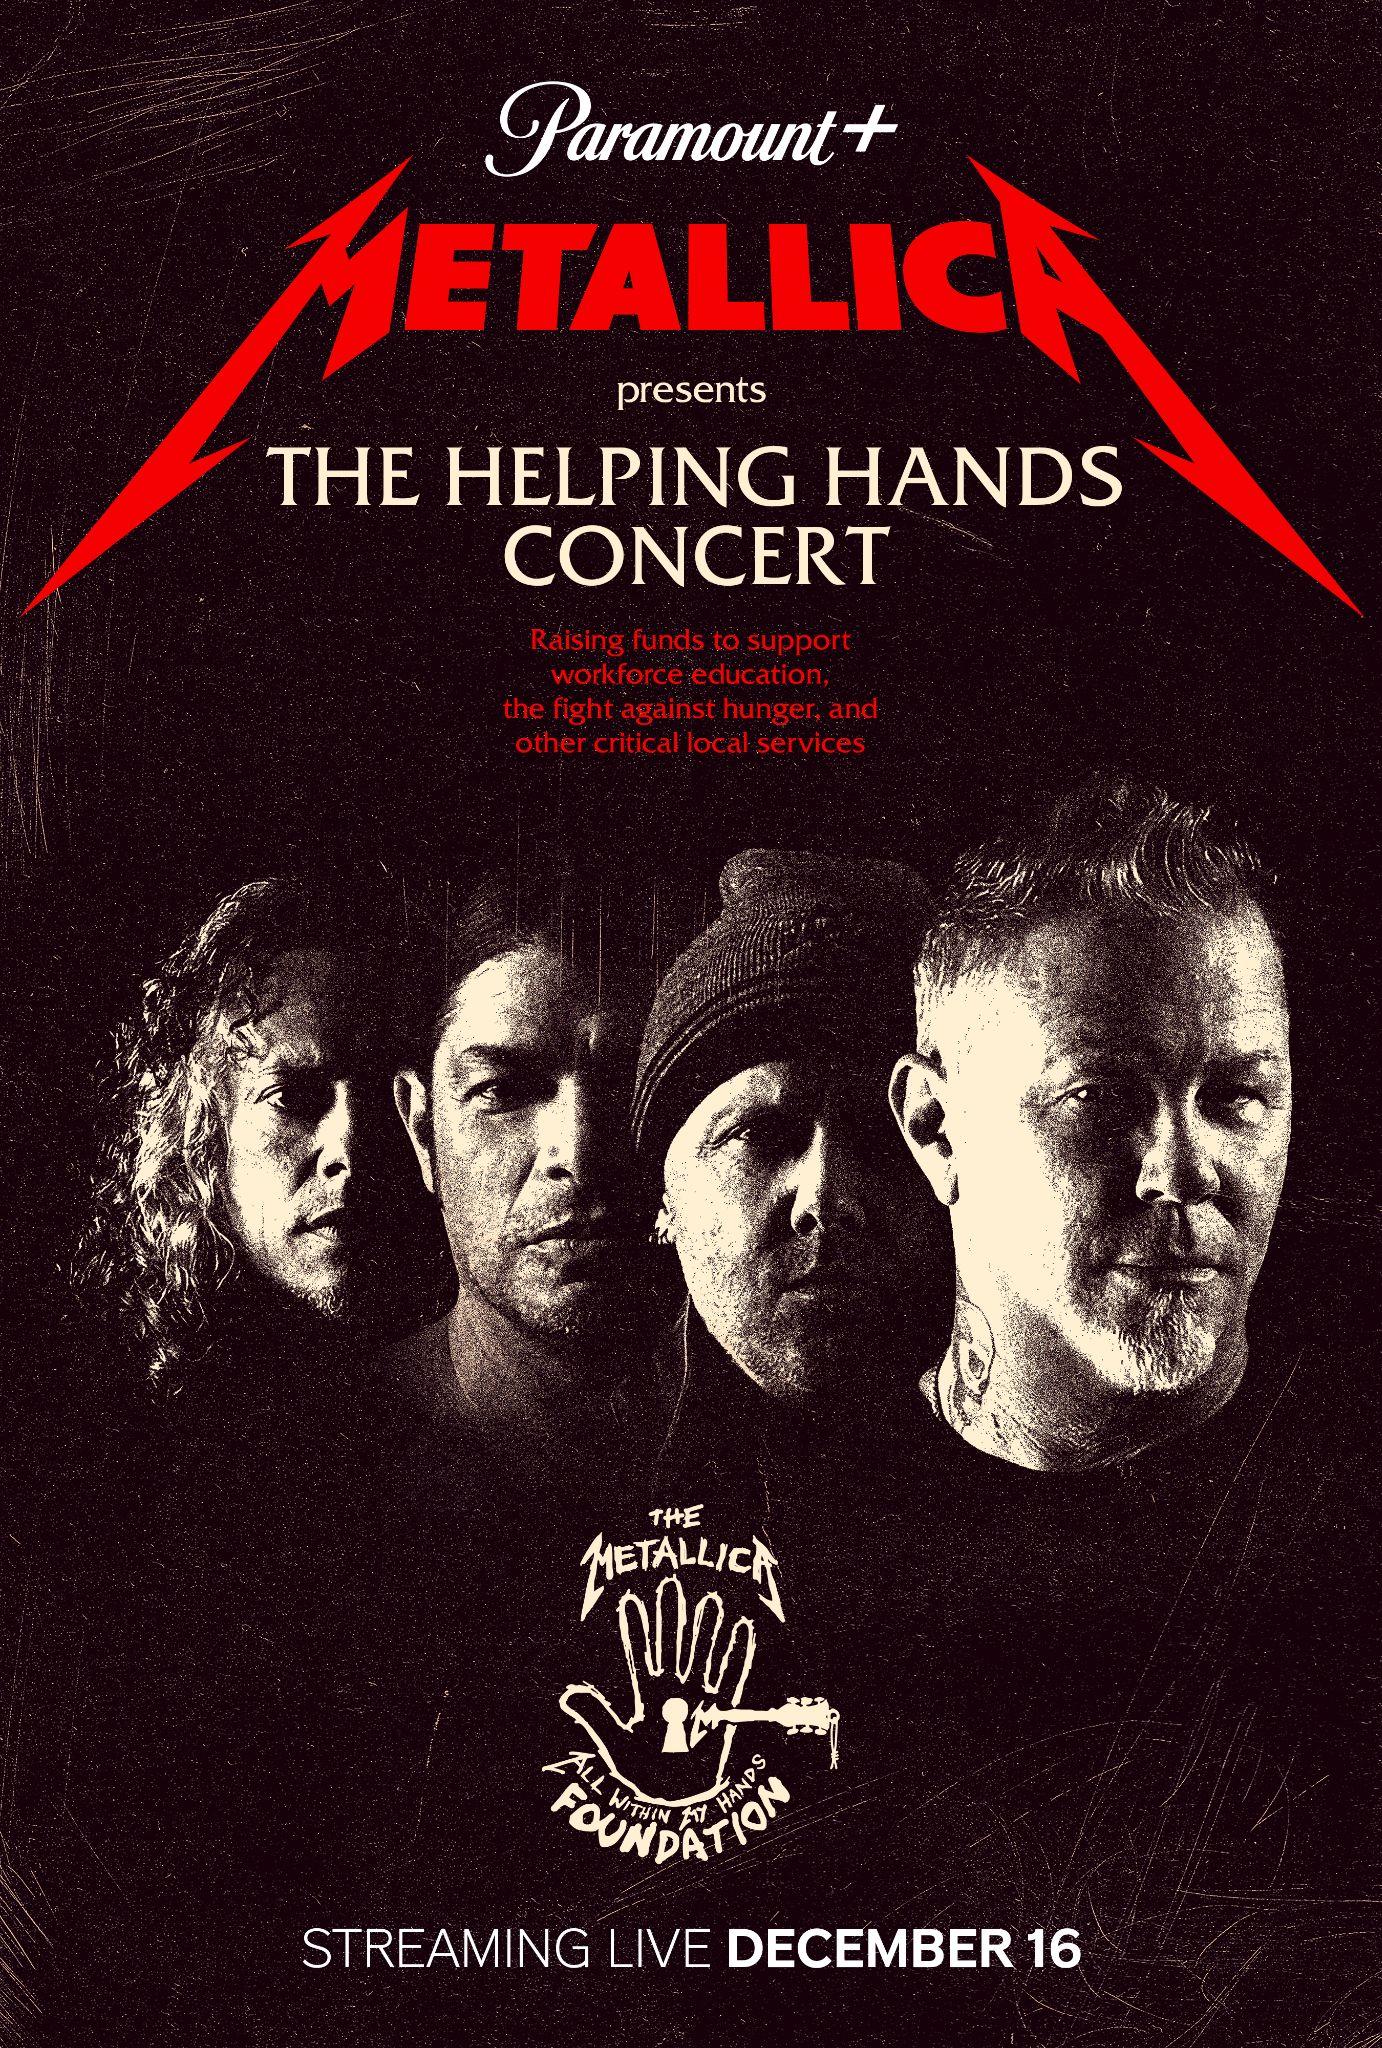 Paramount+
METALLICA
presents
THE HELPING HANDS
CONCERT
Raising funds to support
workforce education,
the fight against hunger, and
other critical local services
THE
METALLICA
ALL WITHIN MY HANDS
FOUNDATION
STREAMING LIVE DECEMBER 16